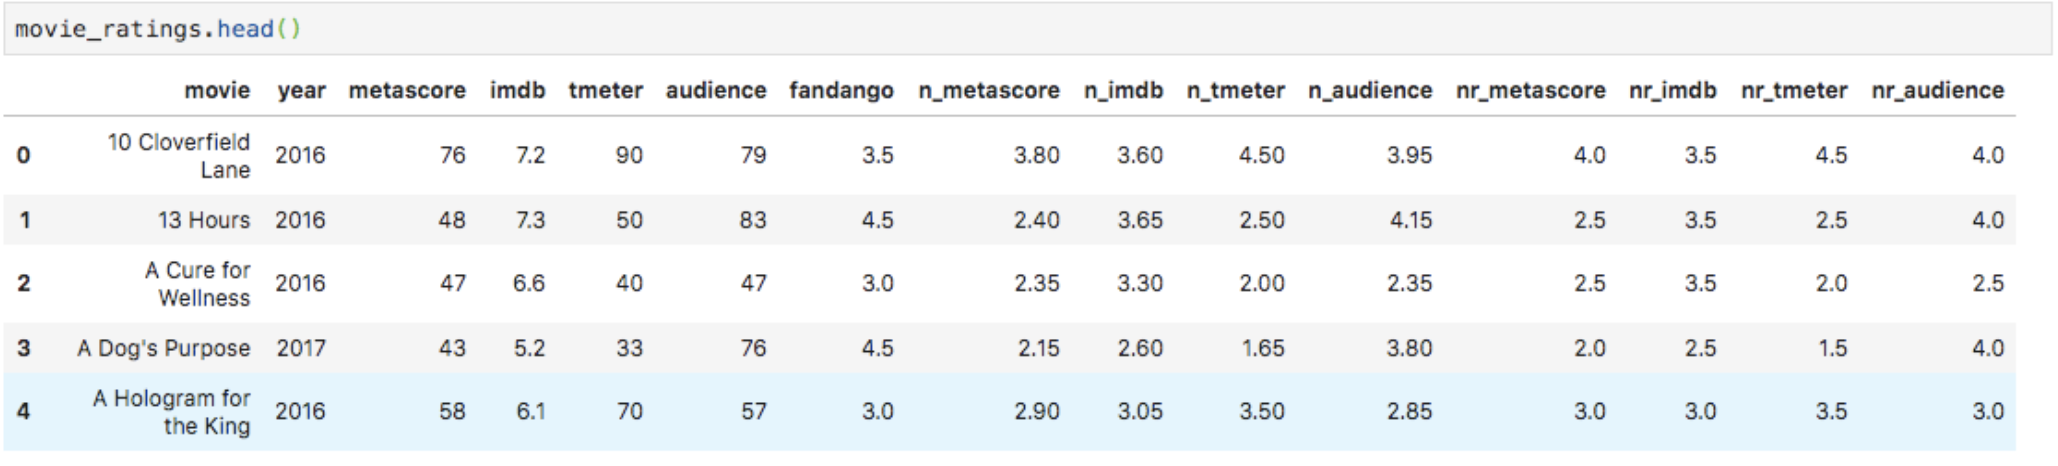 movie_ratings.head()
movie year metascore imdb tmeter audience fandango n_metascore n_imdb n_tmeter n_audience nr_metascore nr_imdb nr_tmeter nr_audience
0 10 Cloverfield Lane 2016 76 7.2 90 79 3.5 3.80 3.60 4.50 3.95 4.0 3.5 4.5 4.0
1 13 Hours 2016 48 7.3 50 83 4.5 2.40 3.65 2.50 4.15 2.5 3.5 2.5 4.0
2 A Cure for Wellness 2016 47 6.6 40 47 3.0 2.35 3.30 2.00 2.35 2.5 3.5 2.0 2.5
3 A Dog's Purpose 2017 43 5.2 33 76 4.5 2.15 2.60 1.65 3.80 2.0 2.5 1.5 4.0
4 A Hologram for the King 2016 58 6.1 70 57 3.0 2.90 3.05 3.50 2.85 3.0 3.0 3.5 3.0